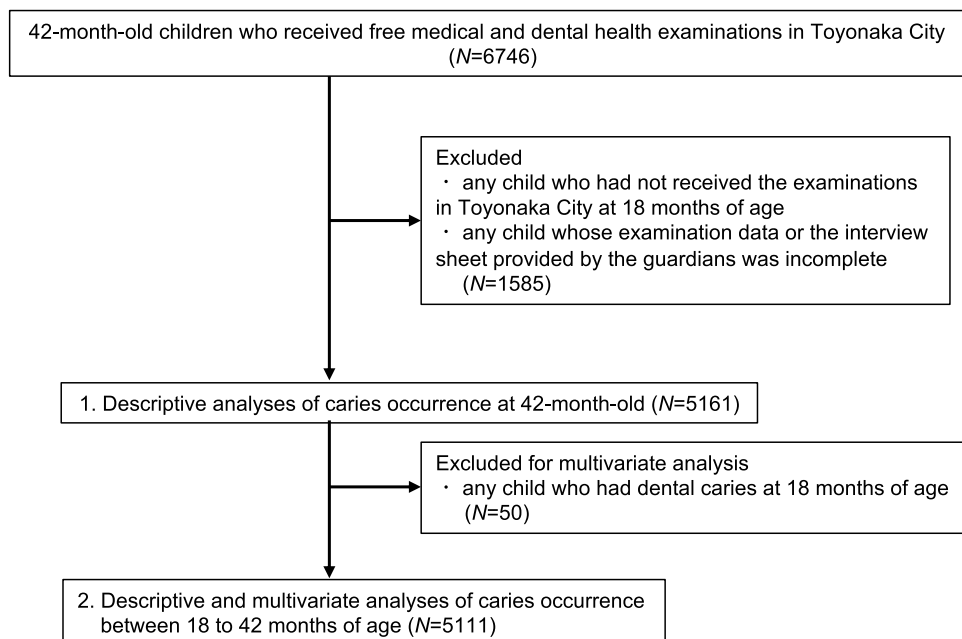 42-month-old children who received free medical and dental health examinations in Toyonaka City
(N=6746)
Excluded
・ any child who had not received the examinations
in Toyonaka City at 18 months of age
・ any child whose examination data or the interview
sheet provided by the guardians was incomplete
(N=1585)
1. Descriptive analyses of caries occurrence at 42-month-old (N=5161)
Excluded for multivariate analysis
・ any child who had dental caries at 18 months of age
(N=50)
2. Descriptive and multivariate analyses of caries occurrence
between 18 to 42 months of age (N=5111)